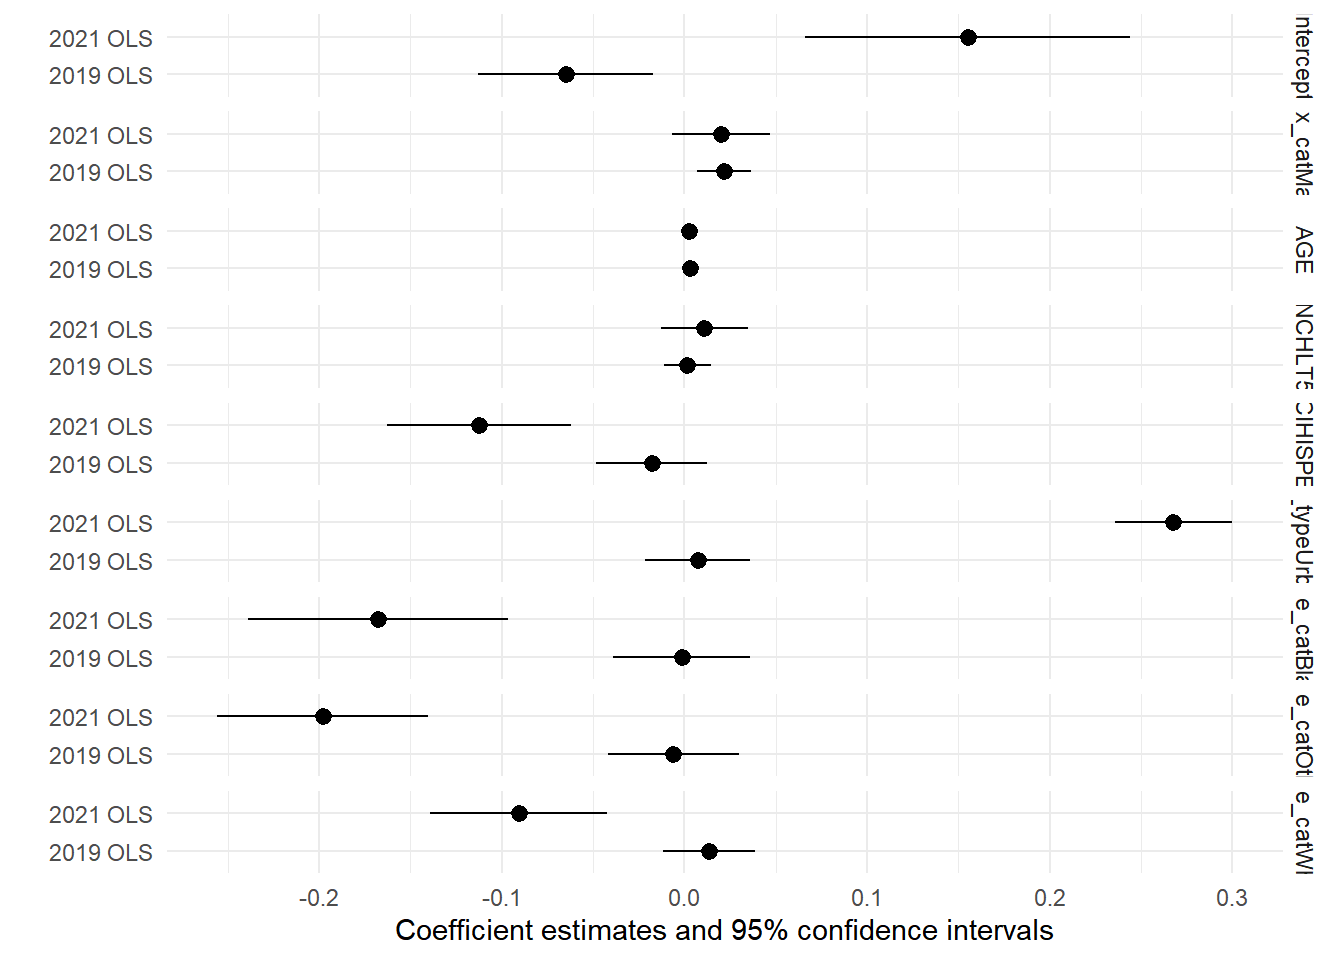 2021 OLS
2019 OLS
ntercept
2021 OLS
2019 OLS
x_catMa
2021 OLS
2019 OLS
AGE
2021 OLS
2019 OLS
NCHLT5
2021 OLS
2019 OLS
CIHISPE
2021 OLS
2019 OLS
_typeUrb
2021 OLS
2019 OLS
e_catBla
2021 OLS
2019 OLS
e_catOt
2021 OLS
2019 OLS
e_catWl
-0.2 -0.1 0.0 0.1 0.2 0.3
Coefficient estimates and 95% confidence intervals